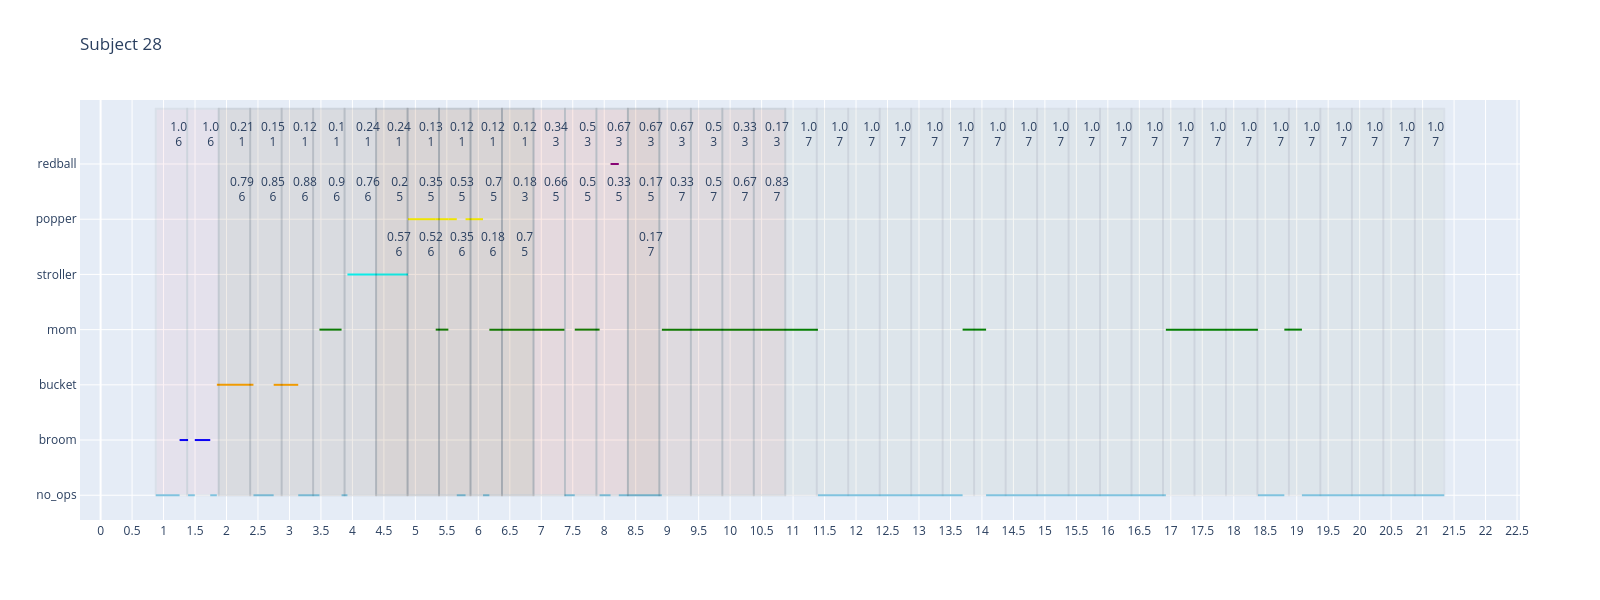 Subject 28
1.0 1.0 0.21 0.15 0.12 0.1 0.24 0.24 0.13 0.12 0.12 0.12 0.34 0.5 0.67 0.67 0.67 0.5 0.33 0.17 1.0 1.0 1.0 1.0 1.0 1.0 1.0 1.0 1.0 1.0 1.0 1.0 1.0 1.0 1.0 1.0 1.0 1.0 1.0 1.0 1.0
6 6 1 1 1 1 1 1 1 1 1 1 3 3 3 3 3 3 3 3 7 7 7 7 7 7 7 7 7 7 7 7 7 7 7 7 7 7 7 7 7
redball
0.79 0.85 0.88 0.9 0.76 0.2 0.35 0.53 0.7 0.18 0.66 0.5 0.33 0.17 0.33 0.5 0.67 0.83
6 6 6 6 6 5 5 5 5 3 5 5 5 5 7 7 7 7
popper
0.57 0.52 0.35 0.18 0.7 0.17
6 6 6 6 5 7
stroller
mom
bucket
broom
no_ops
0 0.5 1 1.5 2 2.5 3 3.5 4 4.5 5 5.5 6 6.5 7 7.5 8 8.5 9 9.5 10 10.5 11 11.5 12 12.5 13 13.5 14 14.5 15 15.5 16 16.5 17 17.5 18 18.5 19 19.5 20 20.5 21 21.5 22 22.5